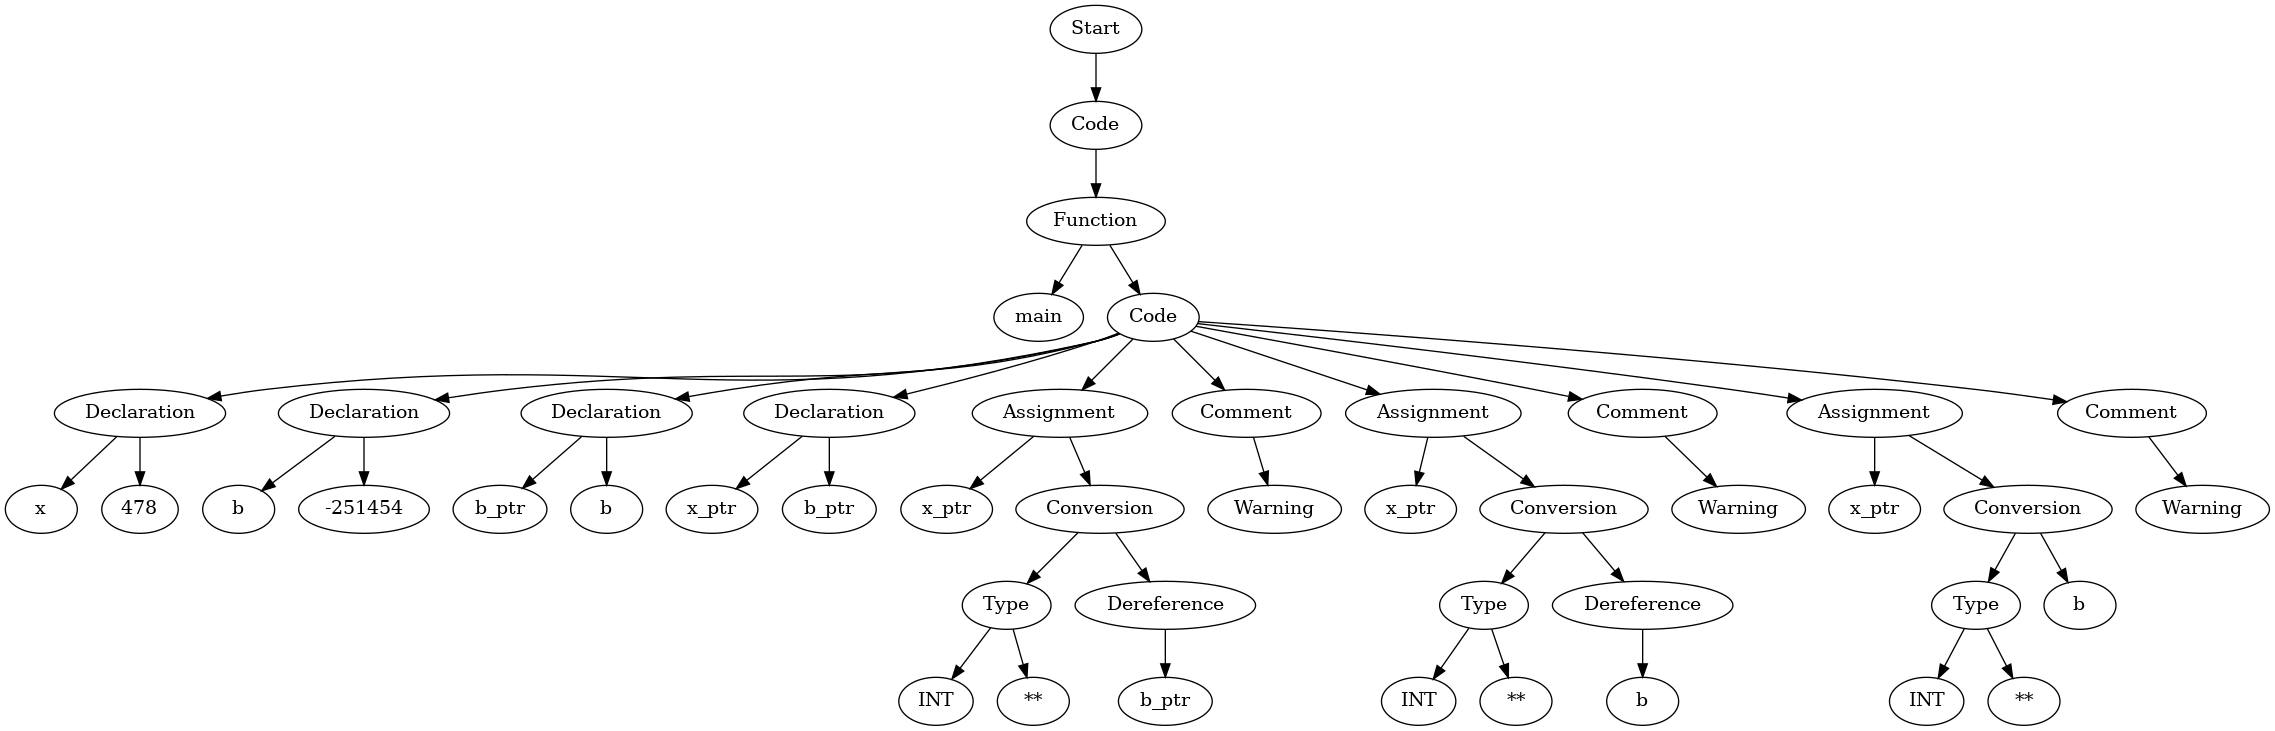 Start
Code
Function
main Code
Declaration Declaration Declaration Declaration Assignment Comment Assignment Comment Assignment Comment
x 478 b -251454 b_ptr b x_ptr b_ptr x_ptr Conversion Warning x_ptr Conversion Warning x_ptr Conversion Warning
Type Dereference Type Dereference Type b
INT ** b_ptr INT ** b INT **